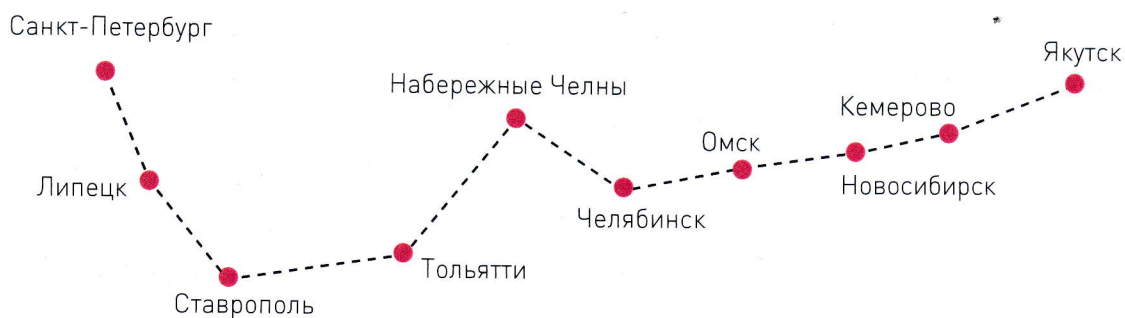 Санкт-Петербург
Липецк
Ставрополь
Тольятти
Набережные Челны
Челябинск
Омск
Новосибирск
Кемерово
Якутск